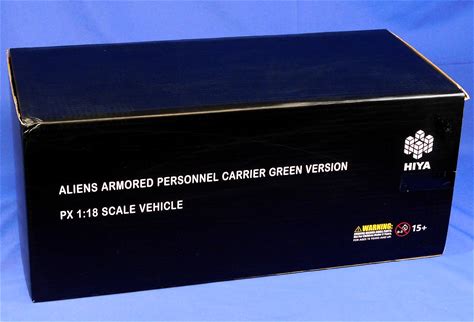 HIYA
ALIENS ARMORED PERSONNEL CARRIER GREEN VERSION
PX 1:18 SCALE VEHICLE
WARNING:
15+